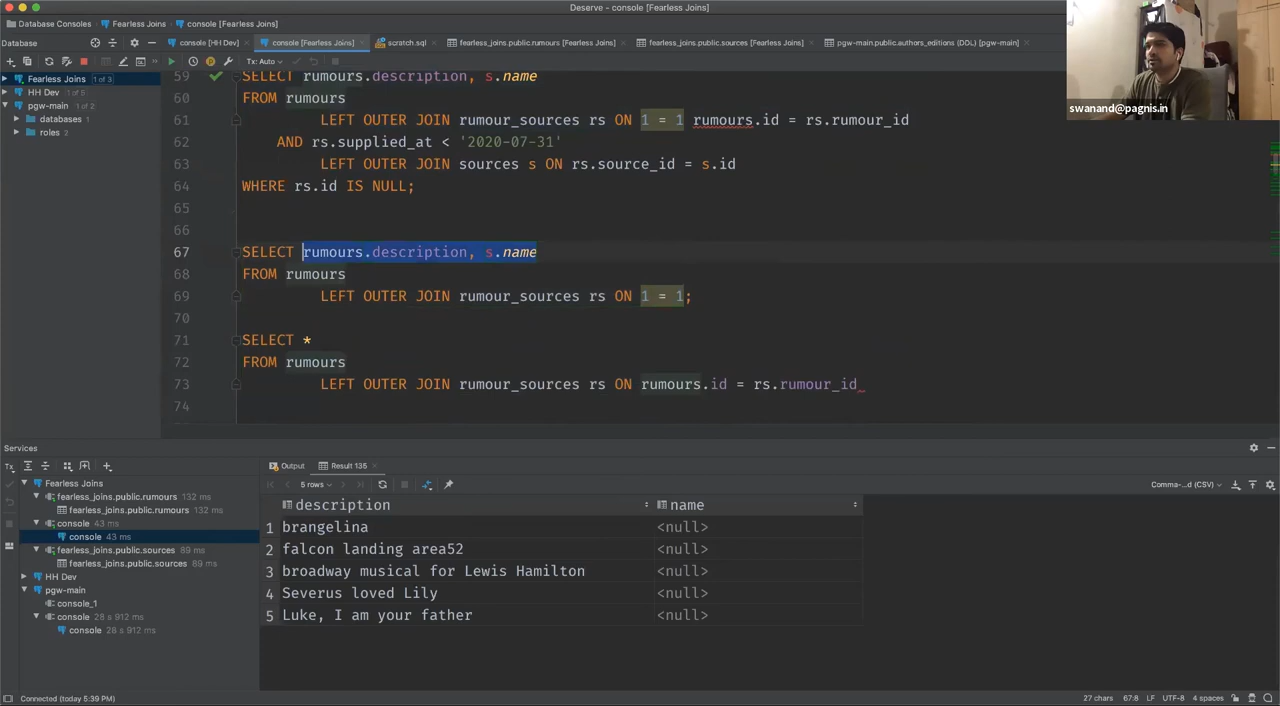 Deserve - console [Fearless Joins]
Database Consoles
Fearless Joins
console [Fearless Joins]
Database
console [HH Dev]
console [Fearless Joins]
scratch.sql
fearless_joins.public.rumours [Fearless Joins]
fearless_joins.public.sources [Fearless Joins]
pgw-main.public.authors_editions (DDL) [pgw-main]
swanand@pagnis.in
Tx: Auto
Fearless Joins 1 of 3
HH Dev 1 of 5
pgw-main 1 of 2
databases 1
roles 2
59 SELECT rumours.description, s.name
60 FROM rumours
61 LEFT OUTER JOIN rumour_sources rs ON 1 = 1 rumours.id = rs.rumour_id
62 AND rs.supplied_at < '2020-07-31'
63 LEFT OUTER JOIN sources s ON rs.source_id = s.id
64 WHERE rs.id IS NULL;
65
66
67 SELECT rumours.description, s.name
68 FROM rumours
69 LEFT OUTER JOIN rumour_sources rs ON 1 = 1;
70
71 SELECT *
72 FROM rumours
73 LEFT OUTER JOIN rumour_sources rs ON rumours.id = rs.rumour_id
74
Services
Tx
Fearless Joins
fearless_joins.public.rumours 132 ms
fearless_joins.public.rumours 132 ms
console 43 ms
console 43 ms
fearless_joins.public.sources 89 ms
fearless_joins.public.sources 89 ms
HH Dev
pgw-main
console_1
console 28 s 912 ms
console 28 s 912 ms
Output
Result 135
5 rows
Comma-...d (CSV)
description name
1 brangelina <null>
2 falcon landing area52 <null>
3 broadway musical for Lewis Hamilton <null>
4 Severus loved Lily <null>
5 Luke, I am your father <null>
Connected (today 5:39 PM)
27 chars 67:8 LF UTF-8 4 spaces